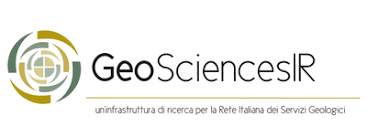 GeoSciencesIR
un'infrastruttura di ricerca per la Rete Italiana dei Servizi Geologici